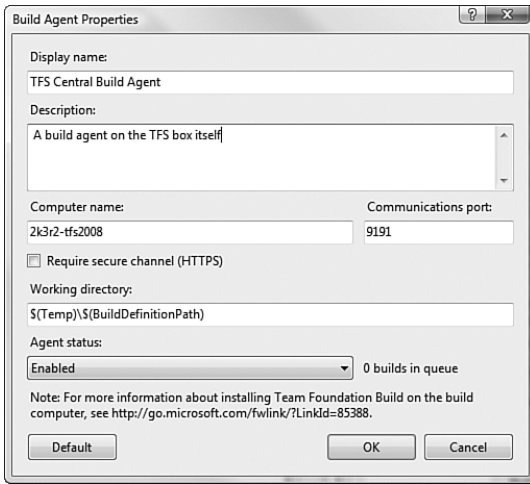 Build Agent Properties
Display name:
TFS Central Build Agent
Description:
A build agent on the TFS box itself
Computer name:
Communications port:
2k3r2-tfs2008
9191
Require secure channel (HTTPS)
Working directory:
$(Temp)\$(BuildDefinitionPath)
Agent status:
Enabled
0 builds in queue
Note: For more information about installing Team Foundation Build on the build
computer, see http://go.microsoft.com/fwlink/?LinkId=85388.
Default
OK
Cancel